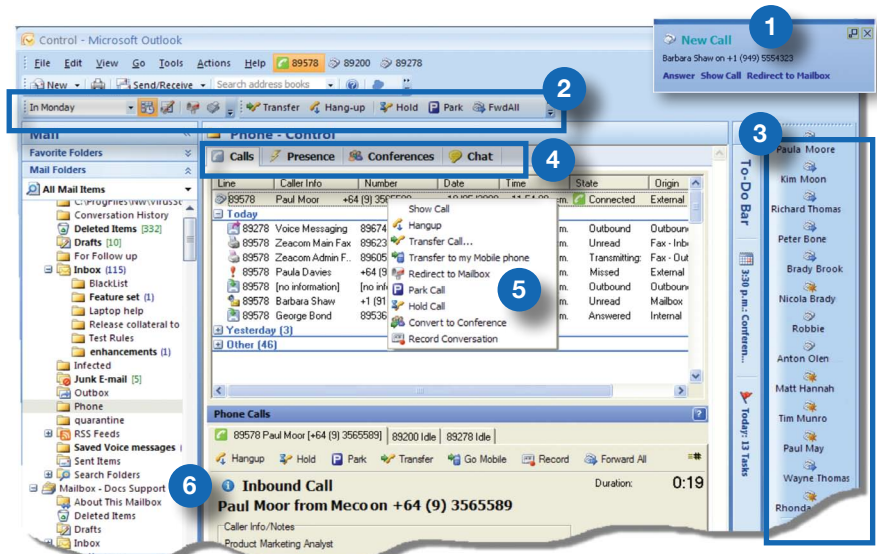 Control - Microsoft Outlook
1
New Call
Barbara Shaw on +1 (949) 5554323
Answer Show Call Redirect to Mailbox
File Edit View Go Tools Actions Help 89578 89200 89278
New Send/Receive Search address books
2
In Monday Transfer Hang-up Hold Park FwdAll
Mail
Favorite Folders
Mail Folders
All Mail Items
Conversation History
Deleted Items [332]
Drafts [10]
For Follow up
Inbox (115)
BlackList
Feature set (1)
Laptop help
Release collateral to
Test Rules
enhancements (1)
Infected
Junk E-mail [5]
Outbox
Phone
quarantine
RSS Feeds
Saved Voice messages
Sent Items
Search Folders
Mailbox - Docs Support
About This Mailbox
Deleted Items
Drafts
Inbox
Phone - Control
Calls Presence Conferences Chat
4
Line Caller Info Number Date Time State Origin
89578 Paul Moor +64 (9) Connected External
Today
89278 Voice Messaging 89674 m. Outbound Outboun
89578 Zeacom Main Fax 89623 m. Unread Fax - Inb
89578 Zeacom Admin F.. 89605 m. Transmitting: Fax - Out
89578 Paula Davies +64 (9 m. Missed External
89578 [no information] [no inf m. Outbound Outboun
89578 Barbara Shaw +1 (91 m. Unread Mailbox
89578 George Bond 89536 m. Answered Internal
Yesterday (3)
Other (46)
Show Call
Hangup
Transfer Call...
Transfer to my Mobile phone
Redirect to Mailbox
Park Call
Hold Call
Convert to Conference
Record Conversation
5
Phone Calls
89578 Paul Moor [+64 (9) 3565589] 89200 Idle 89278 Idle
Hangup Hold Park Transfer Go Mobile Record Forward All
6
Inbound Call Duration: 0:19
Paul Moor from Meco on +64 (9) 3565589
Caller Info/Notes
Product Marketing Analyst
3
To-Do Bar
3:30 p.m.: Conferen...
Today: 13 Tasks
Paula Moore
Kim Moon
Richard Thomas
Peter Bone
Brady Brook
Nicola Brady
Robbie
Anton Olen
Matt Hannah
Tim Munro
Paul May
Wayne Thomas
Rhonda